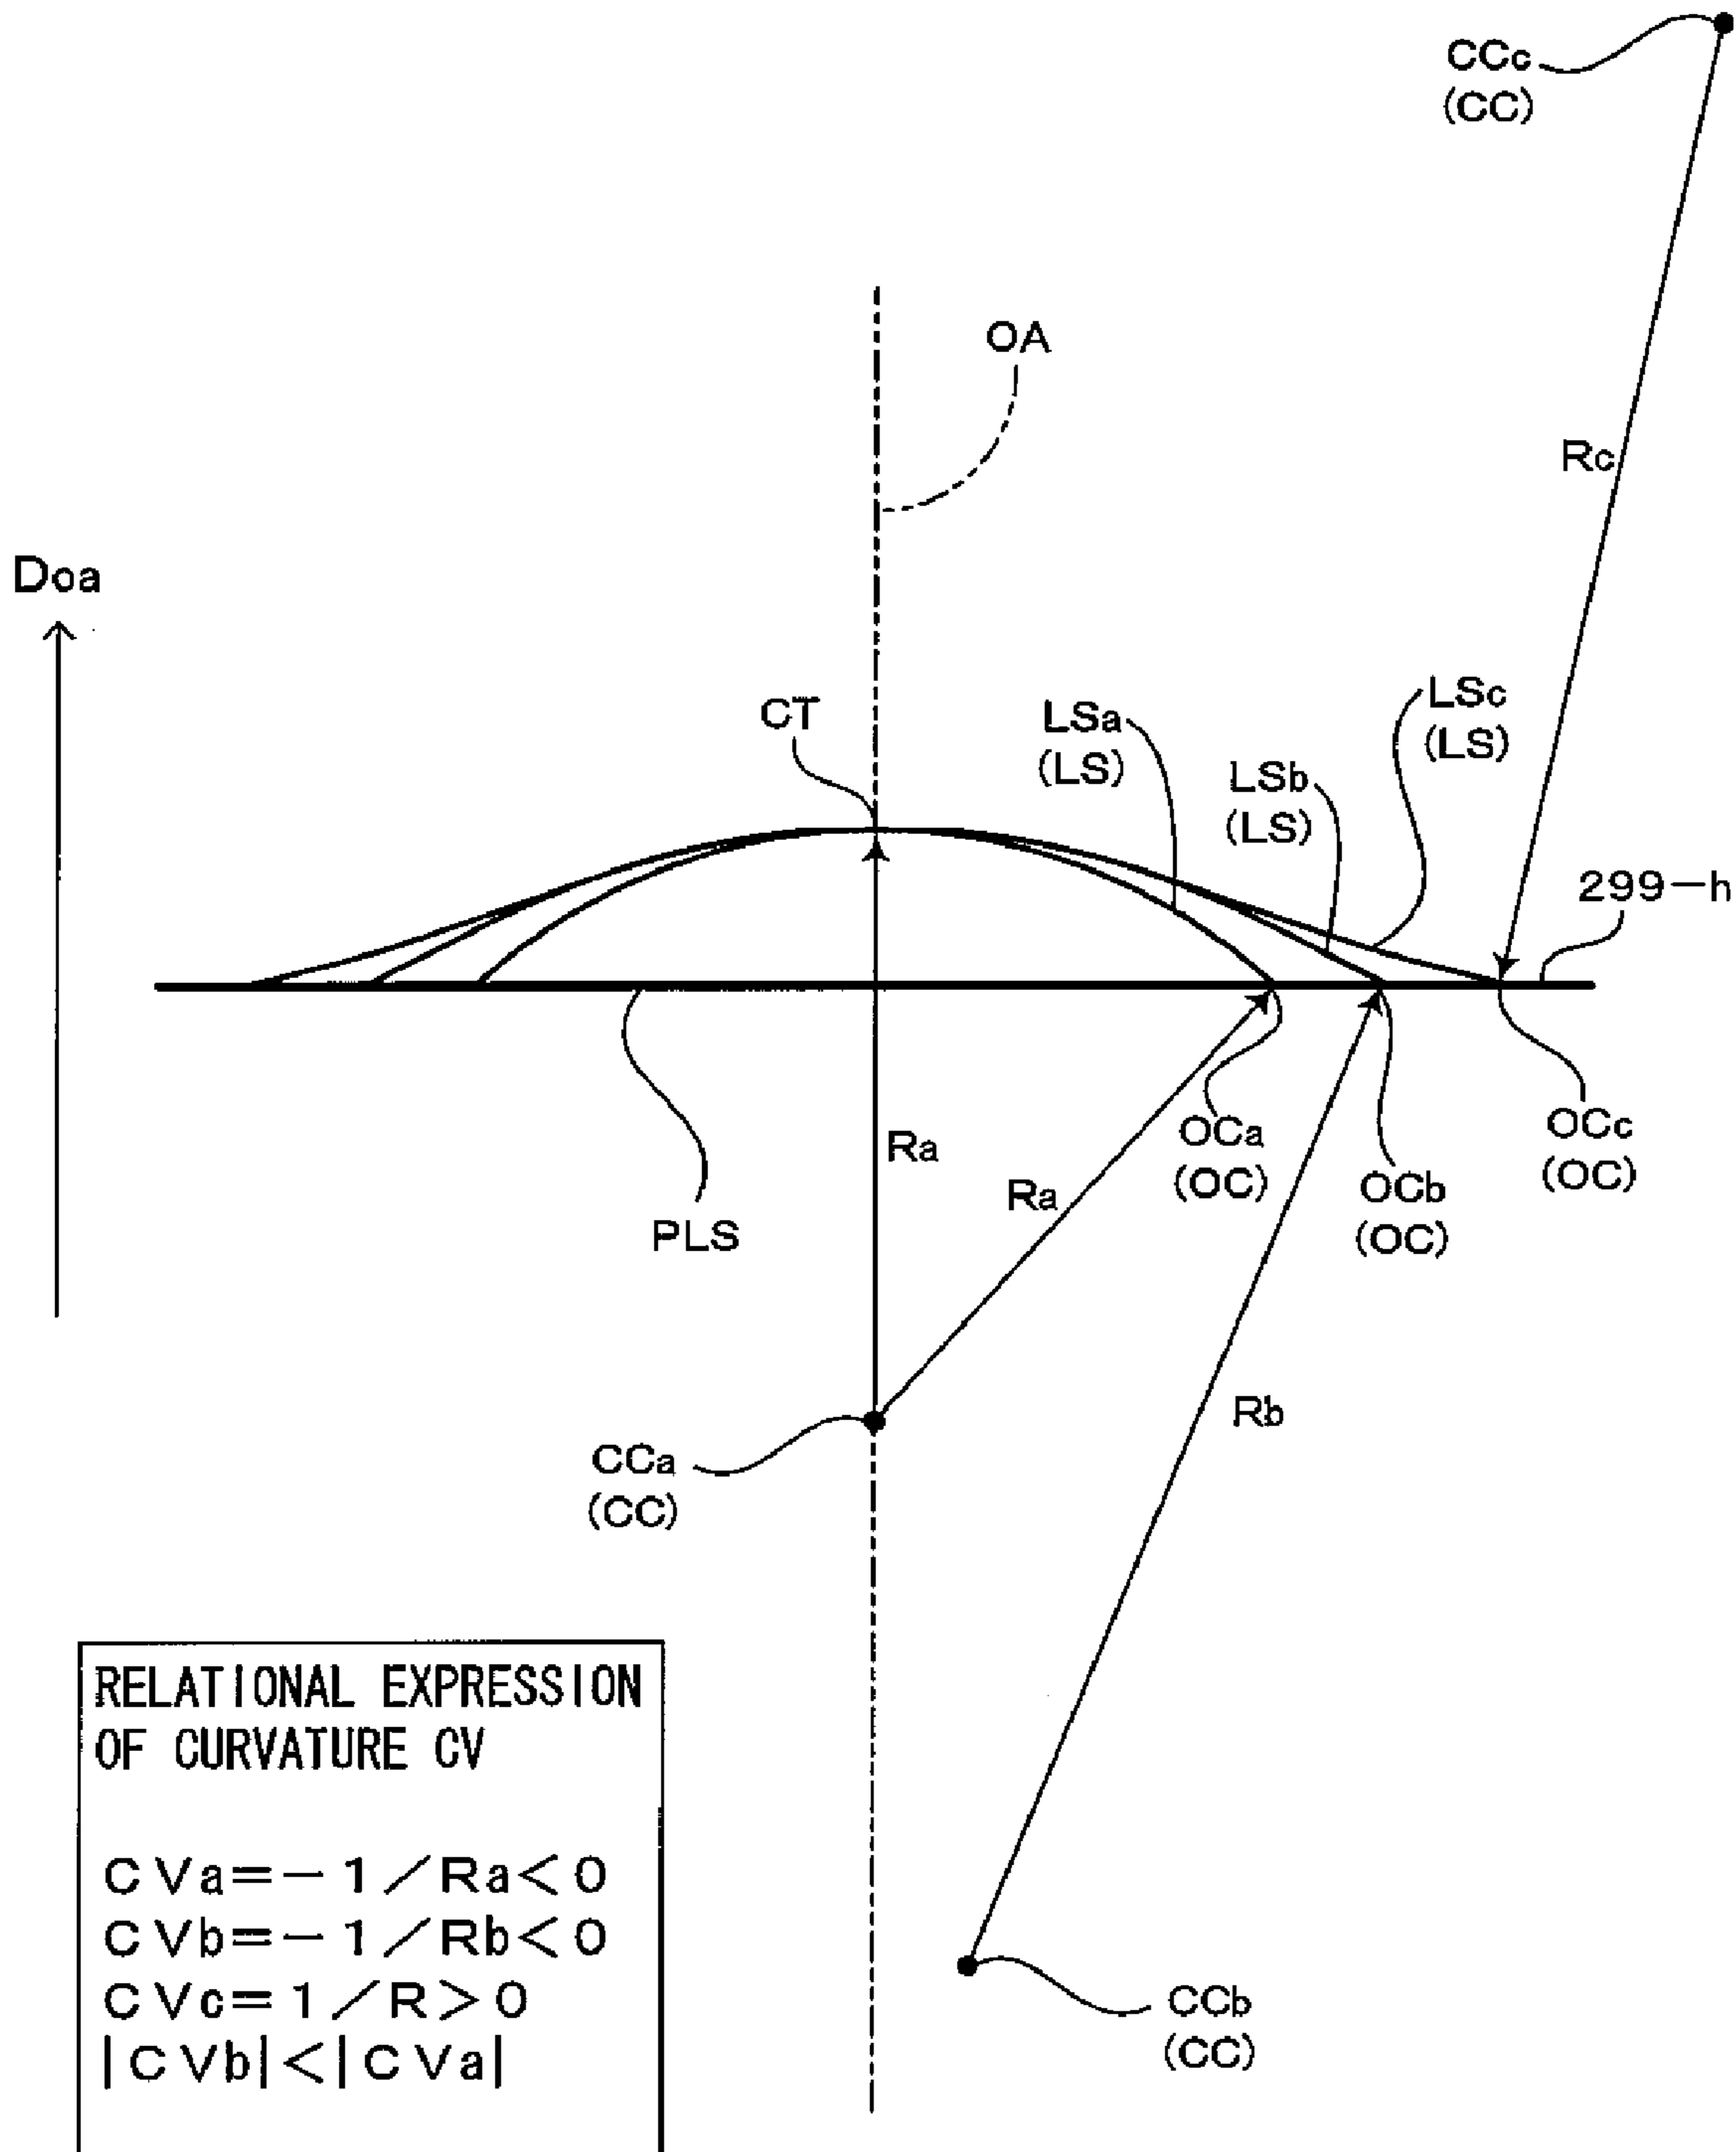 CCc
(CC)
OA
Rc
Doa
CT
LSa
(LS)
LSb
(LS)
LSc
(LS)
299-h
PLS
Ra
Ra
OCa
(OC)
OCb
(OC)
OCc
(OC)
Rb
CCa
(CC)
CCb
(CC)
RELATIONAL EXPRESSION
OF CURVATURE CV
CVa=-1/Ra<0
CVb=-1/Rb<0
CVc=1/R>0
|CVb|<|CVa|